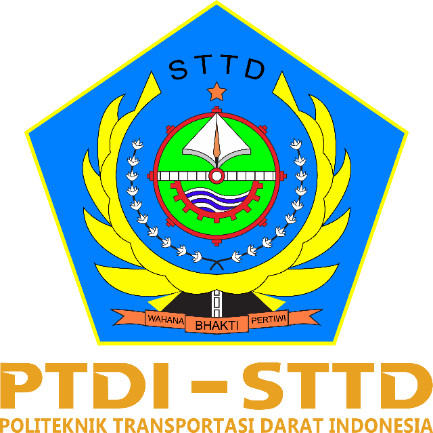 STTD
WAHANA BHAKTI PERTIWI
PTDI – STTD
POLITEKNIK TRANSPORTASI DARAT INDONESIA